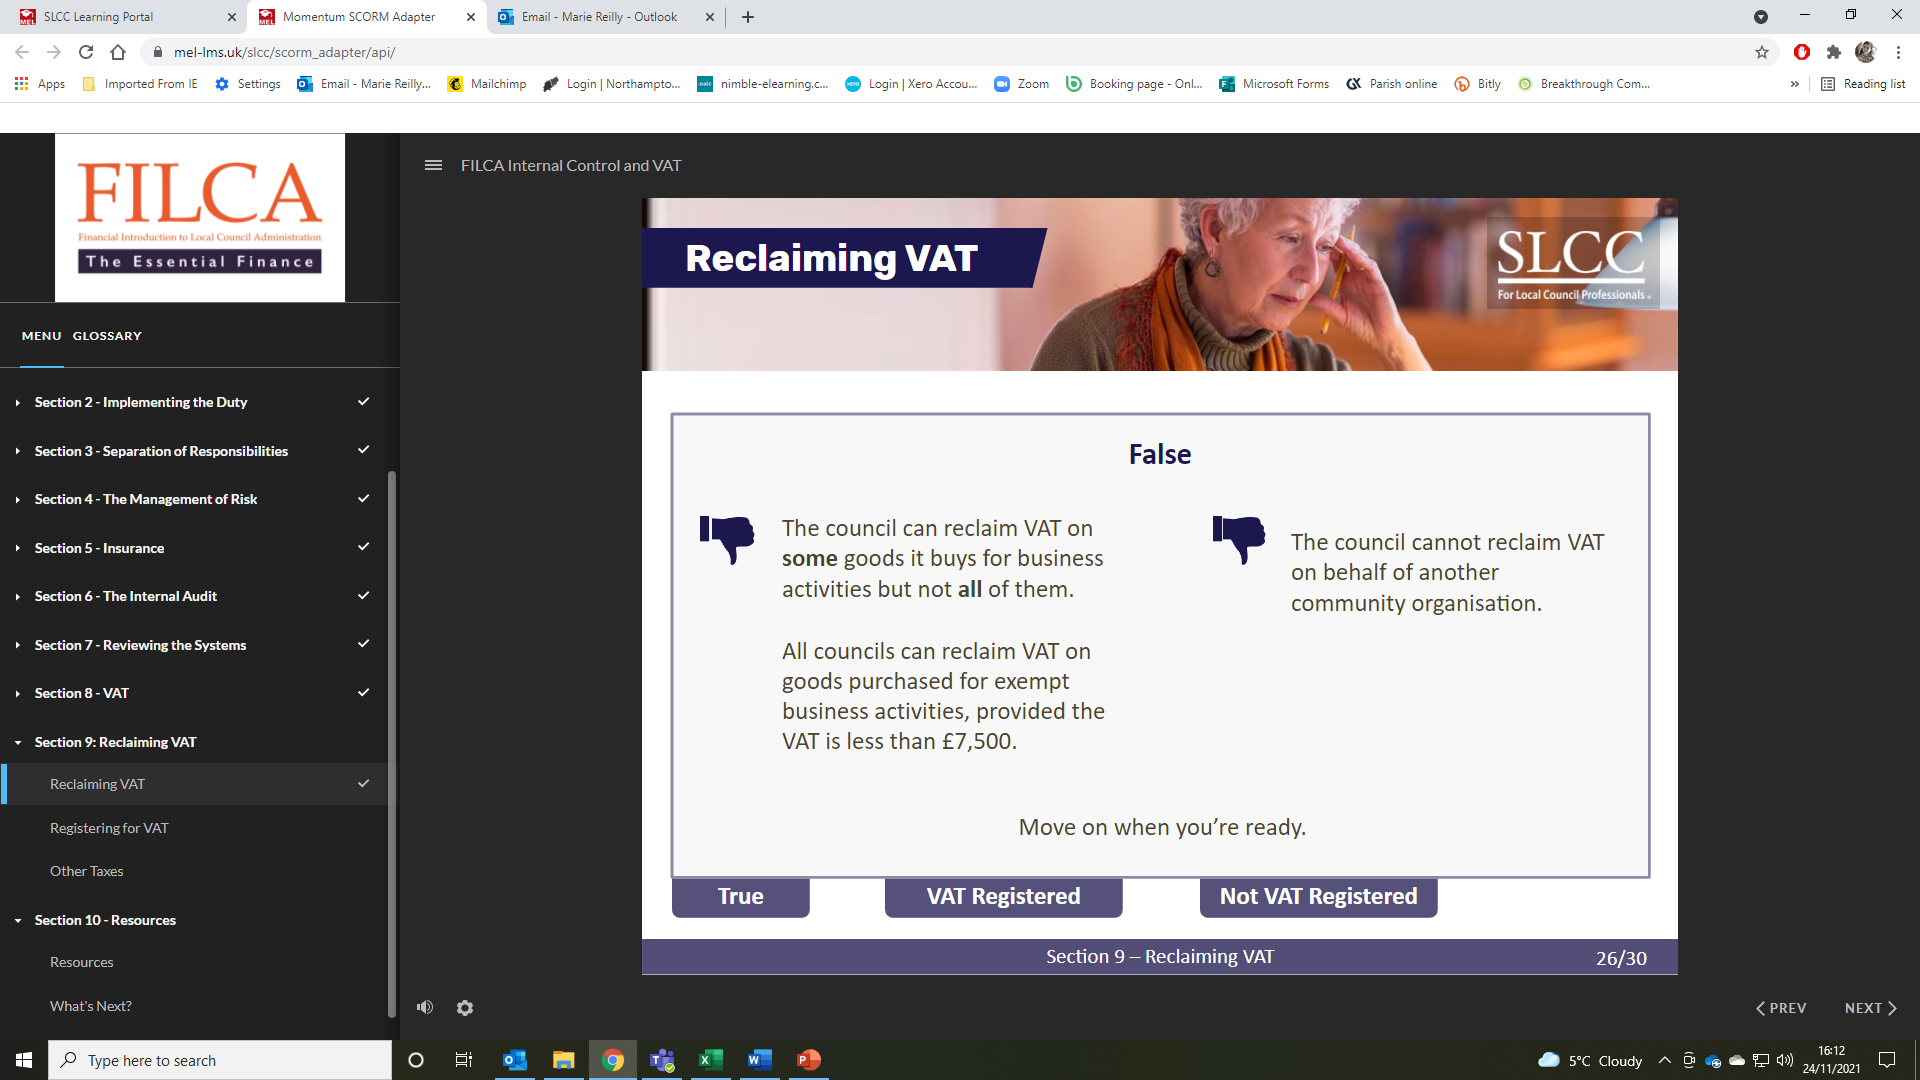 SLCC Learning Portal
Momentum SCORM Adapter
Email - Marie Reilly - Outlook
mel-lms.uk/slcc/scorm_adapter/api/
Apps
Imported From IE
Settings
Email - Marie Reilly...
Mailchimp
Login | Northampto...
nimble-elearning.c...
Login | Xero Accou...
Zoom
Booking page - Onl...
Microsoft Forms
Parish online
Bitly
Breakthrough Com...
»
Reading list
FILCA
Financial Introduction to Local Council Administration
The Essential Finance
MENU GLOSSARY
Section 2 - Implementing the Duty
Section 3 - Separation of Responsibilities
Section 4 - The Management of Risk
Section 5 - Insurance
Section 6 - The Internal Audit
Section 7 - Reviewing the Systems
Section 8 - VAT
Section 9: Reclaiming VAT
Reclaiming VAT
Registering for VAT
Other Taxes
Section 10 - Resources
Resources
What's Next?
FILCA Internal Control and VAT
Reclaiming VAT
SLCC
For Local Council Professionals
False
The council can reclaim VAT on
some goods it buys for business
activities but not all of them.
All councils can reclaim VAT on
goods purchased for exempt
business activities, provided the
VAT is less than £7,500.
The council cannot reclaim VAT
on behalf of another
community organisation.
Move on when you're ready.
True
VAT Registered
Not VAT Registered
Section 9 – Reclaiming VAT
26/30
PREV
NEXT
Type here to search
5°C Cloudy
16:12
24/11/2021